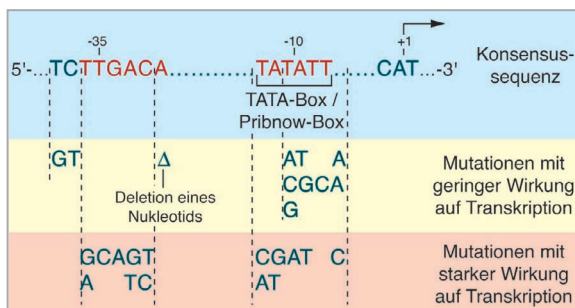 -35 -10 +1
5'-...TCTTGACA...............TATATT......CAT...-3'
Konsensus-
sequenz
TATA-Box /
Pribnow-Box
GT Δ AT A
CGCA
G
Deletion eines
Nukleotids
Mutationen mit
geringer Wirkung
auf Transkription
GCAGT CGAT C
A TC AT
Mutationen mit
starker Wirkung
auf Transkription